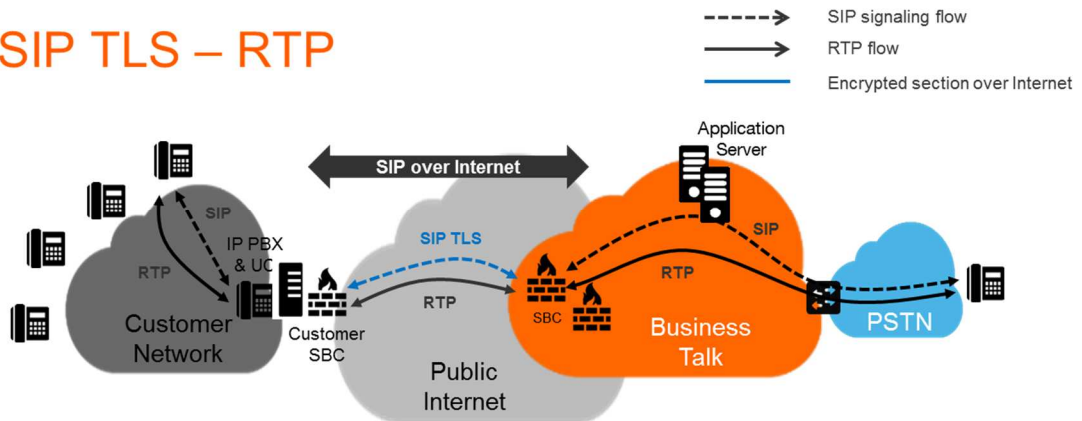 SIP TLS – RTP
SIP signaling flow
RTP flow
Encrypted section over Internet
Application
Server
SIP over Internet
SIP
IP PBX
& UC
RTP
SIP TLS
RTP
SIP
RTP
Customer
Network
Customer
SBC
Public
Internet
SBC
Business
Talk
PSTN